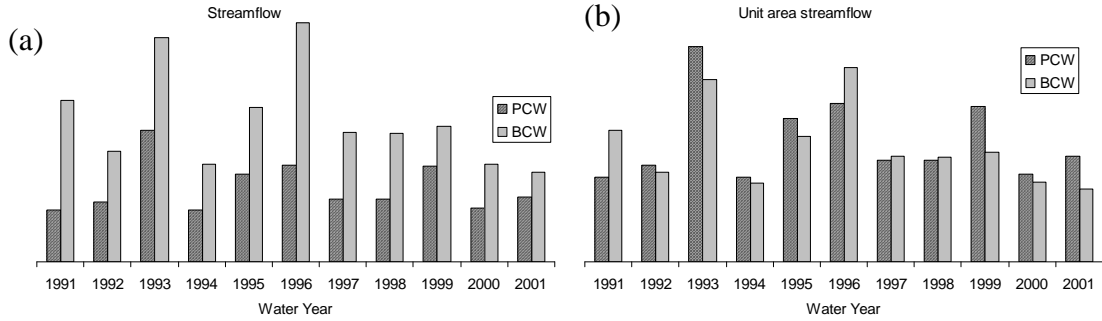 (a)
Streamflow
PCW
BCW
1991 1992 1993 1994 1995 1996 1997 1998 1999 2000 2001
Water Year
(b)
Unit area streamflow
PCW
BCW
1991 1992 1993 1994 1995 1996 1997 1998 1999 2000 2001
Water Year